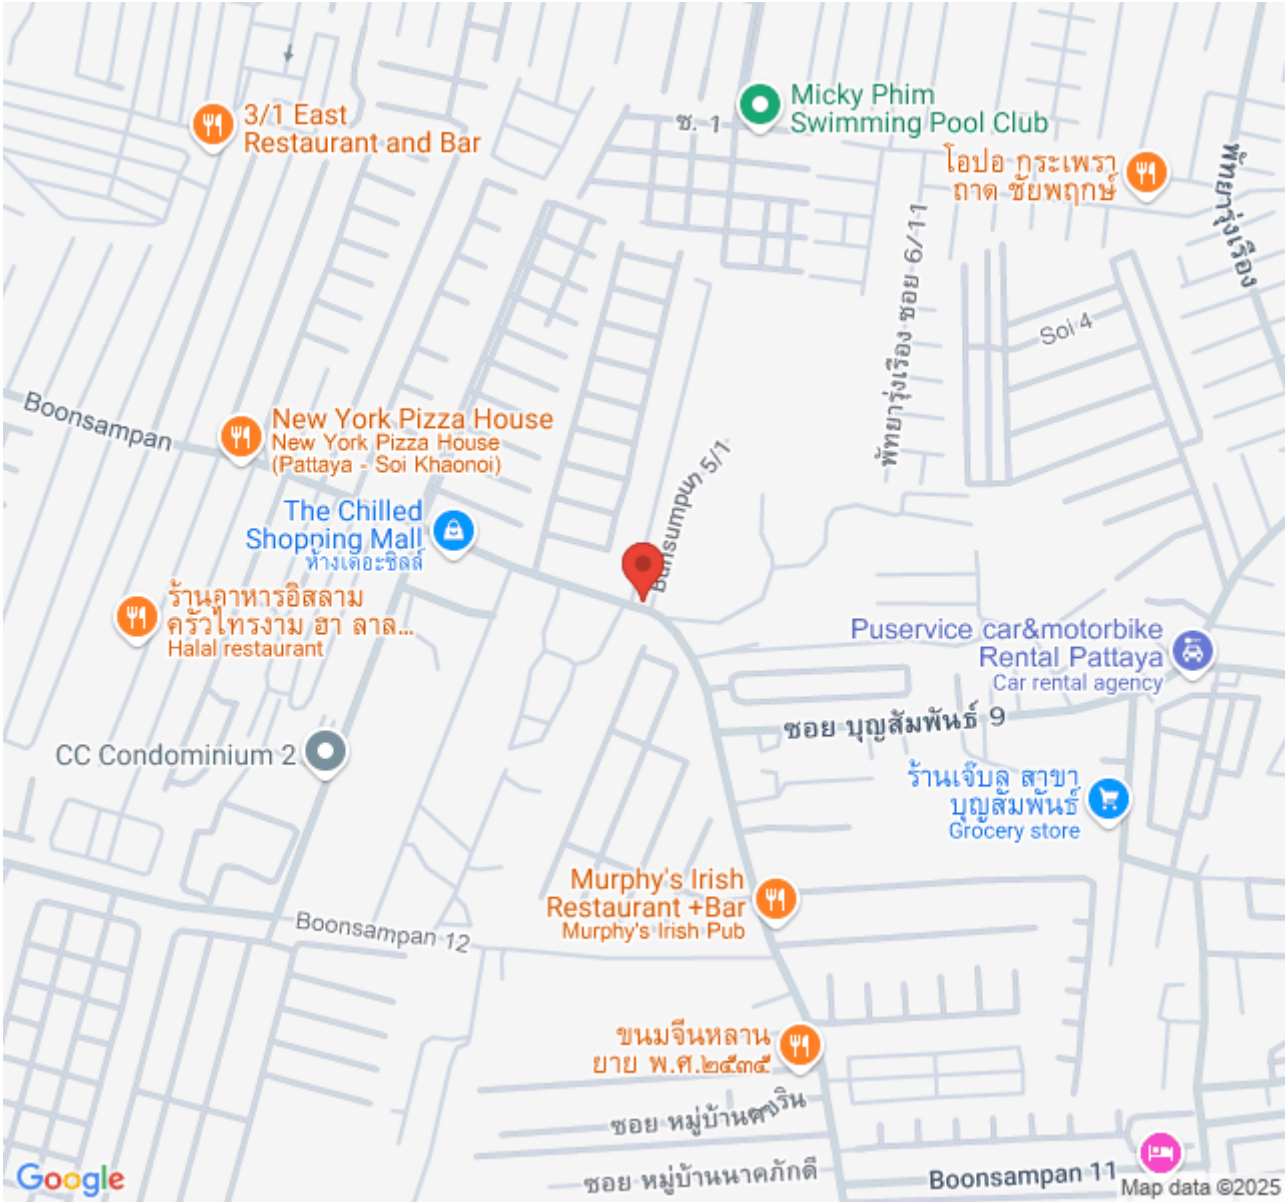 3/1 East
Restaurant and Bar
ซ. 1
Micky Phim
Swimming Pool Club
โอปอ กระเพรา
ถาด ชัยพฤกษ์
พัทยารุ่งเรือง
พัทยารุ่งเรือง ซอย 6/11
Soi 4
Boonsampan
New York Pizza House
New York Pizza House
(Pattaya - Soi Khaonoi)
The Chilled
Shopping Mall
ห้างเดอะชิลล์
Bunsumpun 5/1
ร้านอาหารอิสลาม
ครัวไทรงาม ฮา ลาล...
Halal restaurant
Puservice car&motorbike
Rental Pattaya
Car rental agency
ซอย บุญสัมพันธ์ 9
CC Condominium 2
ร้านเจ๊บล สาขา
บุญสัมพันธ์
Grocery store
Murphy's Irish
Restaurant +Bar
Murphy's Irish Pub
Boonsampan 12
ขนมจีนหลาน
ยาย พ.ศ.๒๕๓๕
ซอย หมู่บ้าน
ซอย หมู่บ้านนาคภักดี
Boonsampan 11
Google
Map data ©2025